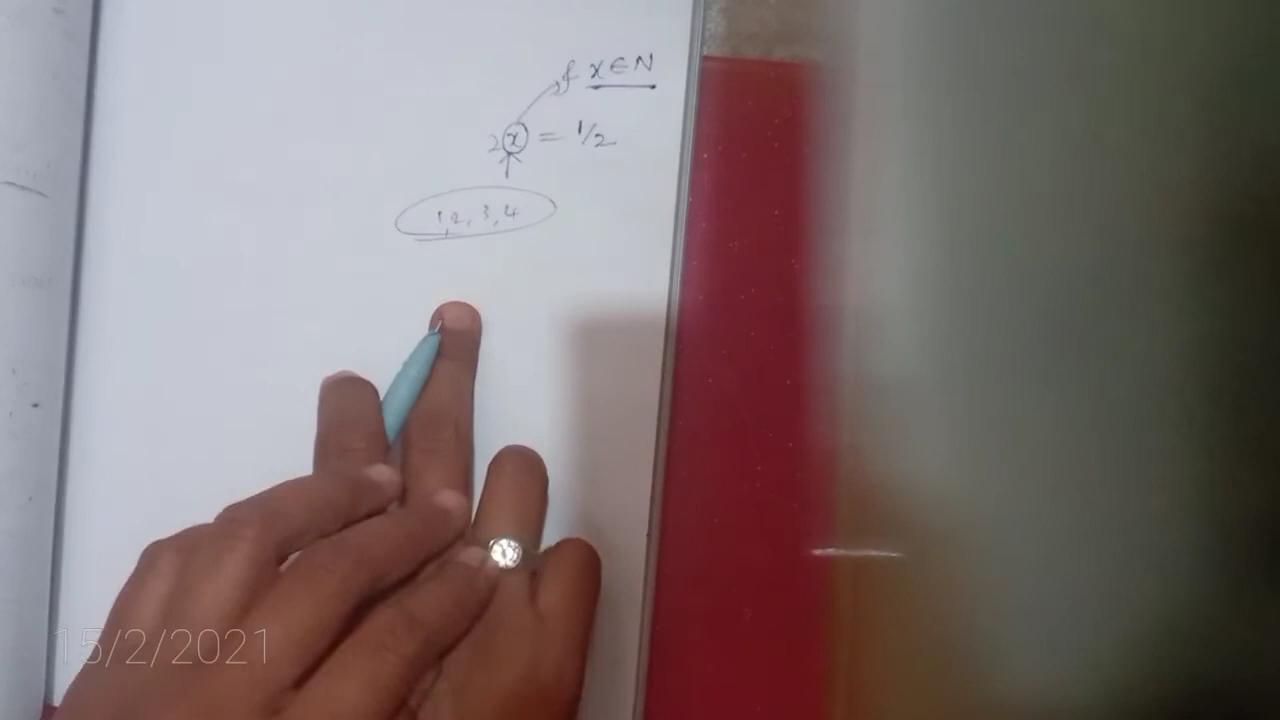 if x ∈ N
2x = 1/2
1, 2, 3, 4
15/2/2021